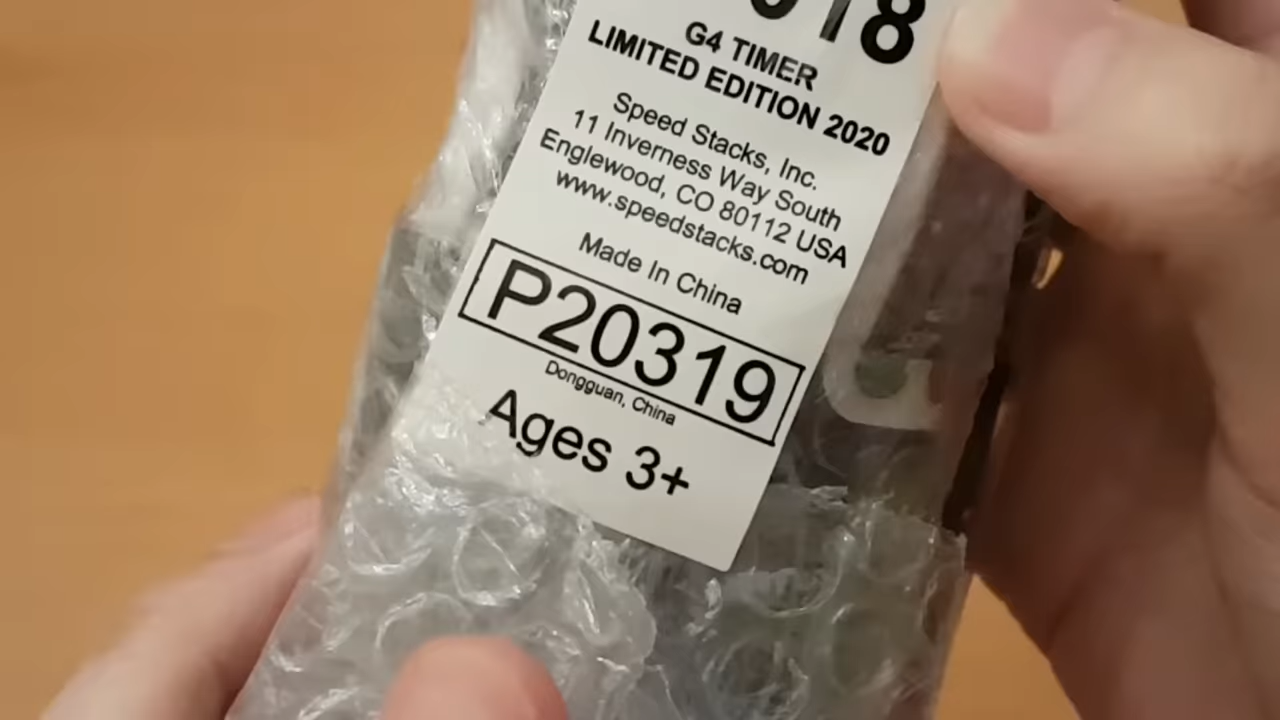 G4 TIMER
LIMITED EDITION 2020
Speed Stacks, Inc.
11 Inverness Way South
Englewood, CO 80112 USA
www.speedstacks.com
Made In China
P20319
Dongguan, China
Ages 3+